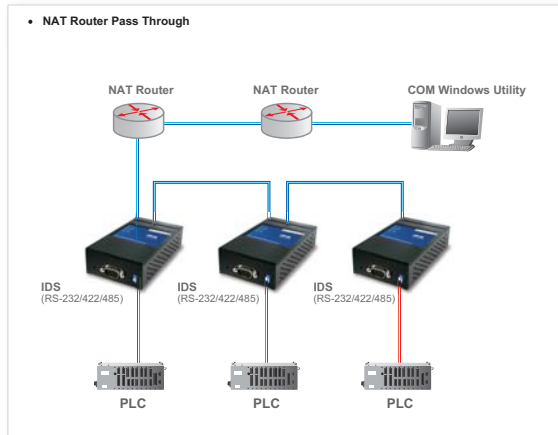 • NAT Router Pass Through
NAT Router
NAT Router
COM Windows Utility
IDS
(RS-232/422/485)
IDS
(RS-232/422/485)
IDS
(RS-232/422/485)
PLC
PLC
PLC